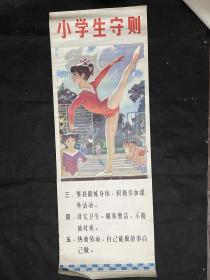 小学生守则
三、坚持锻炼身体，积极参加课
外活动。
四、讲究卫生，服装整洁，不随
地吐痰。
五、热爱劳动，自己能做的事自
己做。